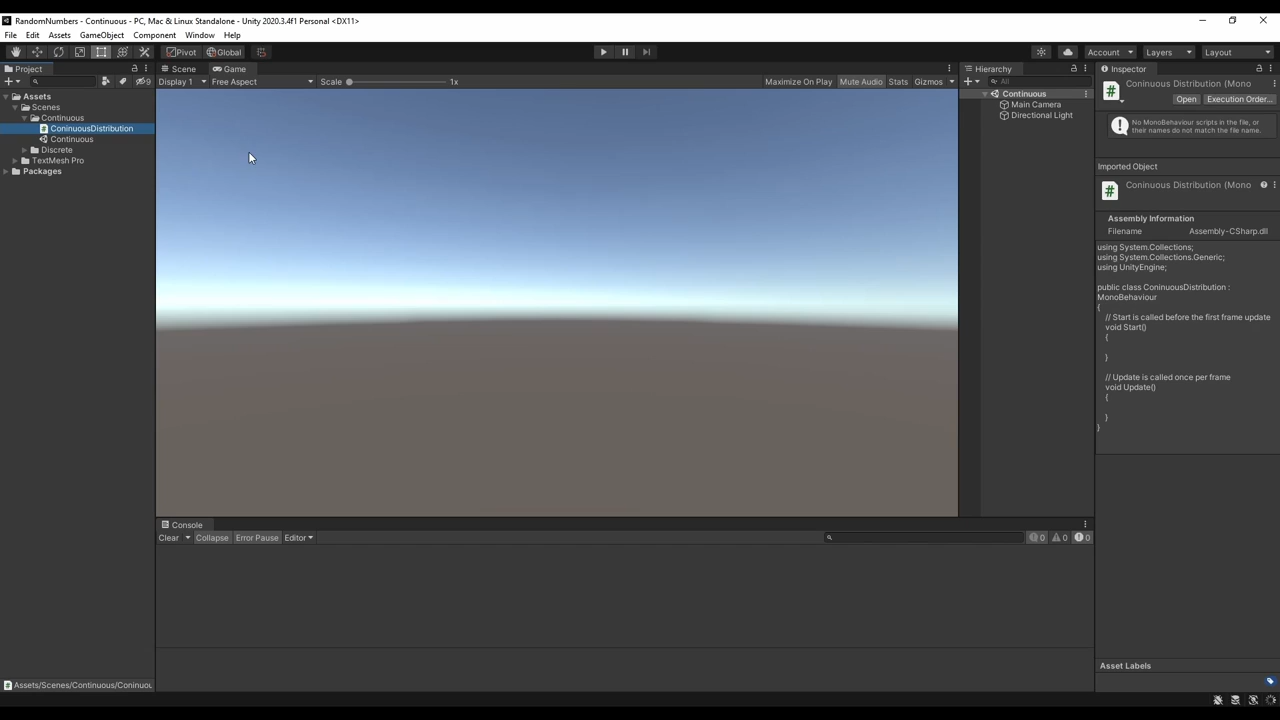 RandomNumbers - Continuous - PC, Mac & Linux Standalone - Unity 2020.3.4f1 Personal <DX11>
File Edit Assets GameObject Component Window Help
Pivot Global Account Layers Layout
Project
9
Assets
Scenes
Continuous
ConinuousDistribution
Continuous
Discrete
TextMesh Pro
Packages
Assets/Scenes/Continuous/Coninuou
Scene Game
Display 1 Free Aspect Scale 1x Maximize On Play Mute Audio Stats Gizmos
Console
Clear Collapse Error Pause Editor 0 0 0
Hierarchy
All
Continuous
Main Camera
Directional Light
Inspector
Coninuous Distribution (Mono
Open Execution Order...
No MonoBehaviour scripts in the file, or
their names do not match the file name.
Imported Object
Coninuous Distribution (Mono
Assembly Information
Filename Assembly-CSharp.dll
using System.Collections;
using System.Collections.Generic;
using UnityEngine;
public class ConinuousDistribution :
MonoBehaviour
{
// Start is called before the first frame update
void Start()
{
}
// Update is called once per frame
void Update()
{
}
}
Asset Labels